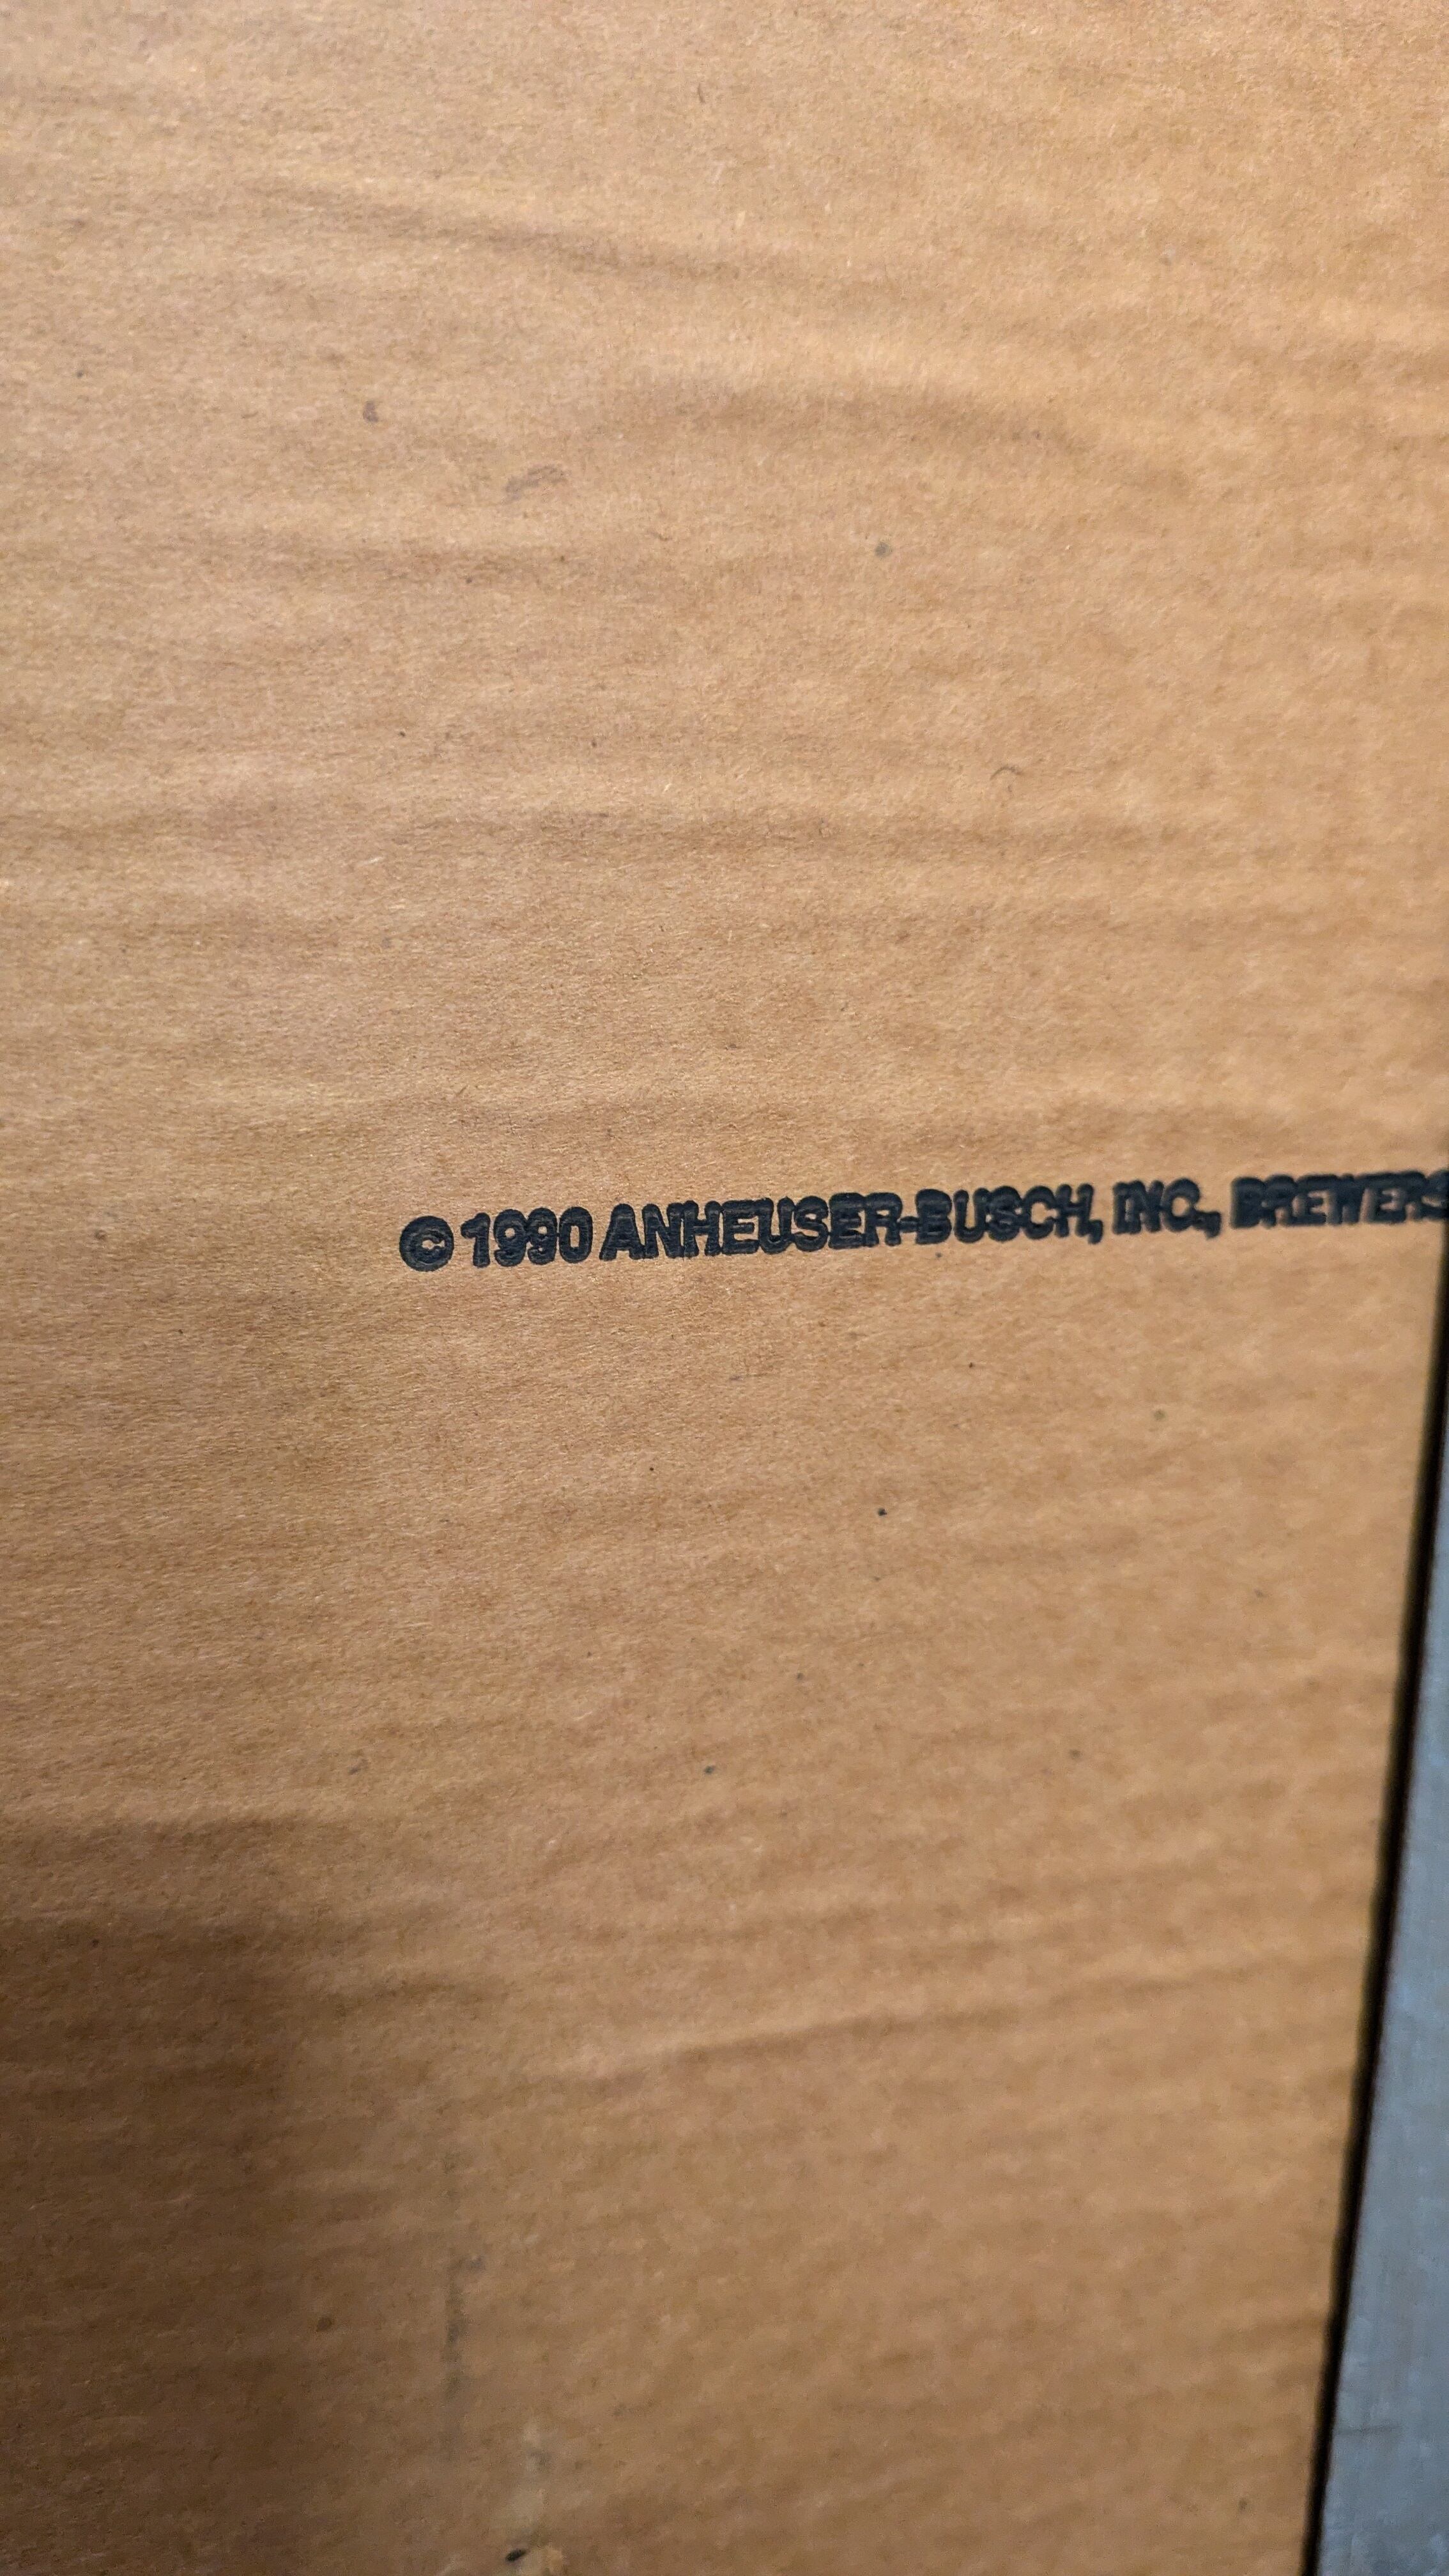 © 1990 ANHEUSER-BUSCH, INC., BREWERS